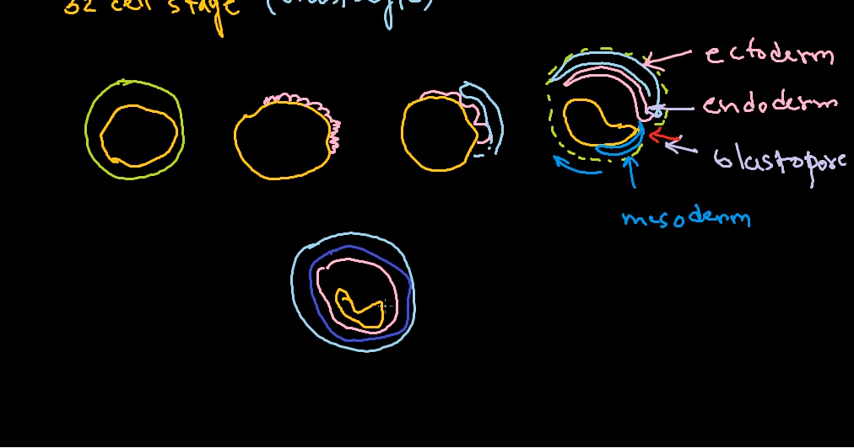 32 cell stage
ectoderm
endoderm
blastopore
mesoderm